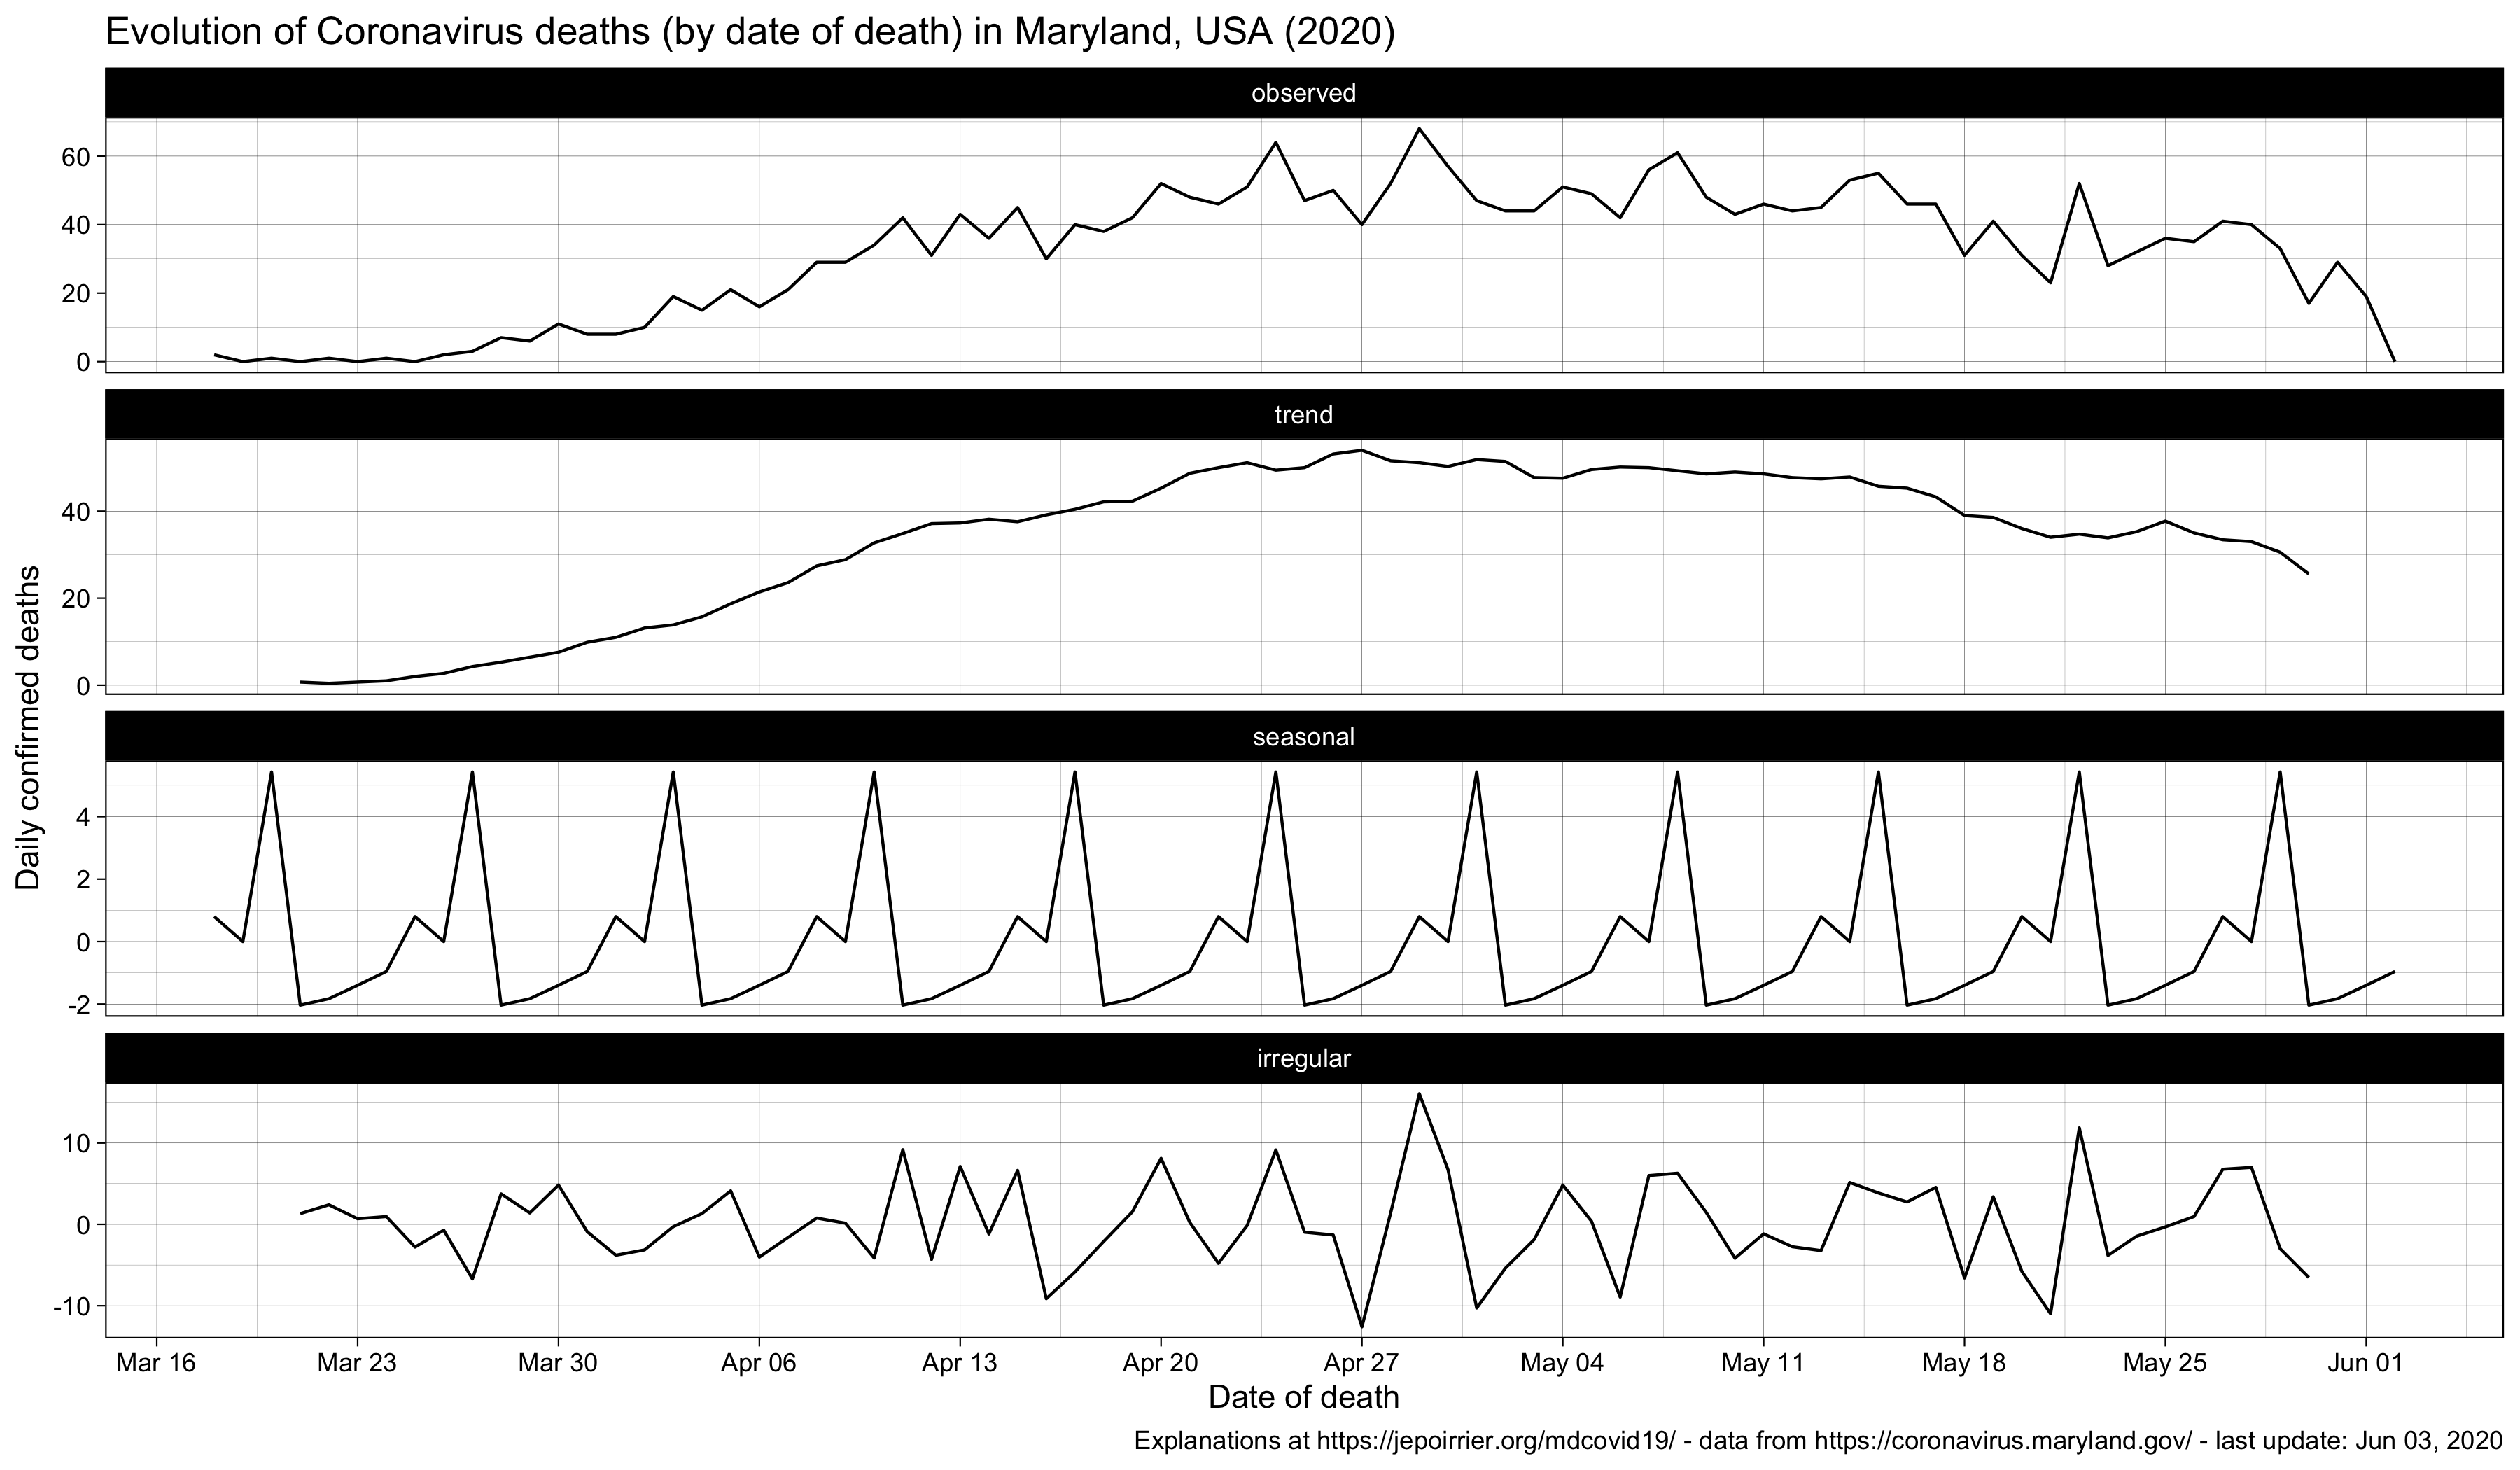 Evolution of Coronavirus deaths (by date of death) in Maryland, USA (2020)
observed
60
40
20
0
trend
40
20
0
Daily confirmed deaths
seasonal
4
2
0
-2
irregular
10
0
-10
Mar 16 Mar 23 Mar 30 Apr 06 Apr 13 Apr 20 Apr 27 May 04 May 11 May 18 May 25 Jun 01
Date of death
Explanations at https://jepoirrier.org/mdcovid19/ - data from https://coronavirus.maryland.gov/ - last update: Jun 03, 2020